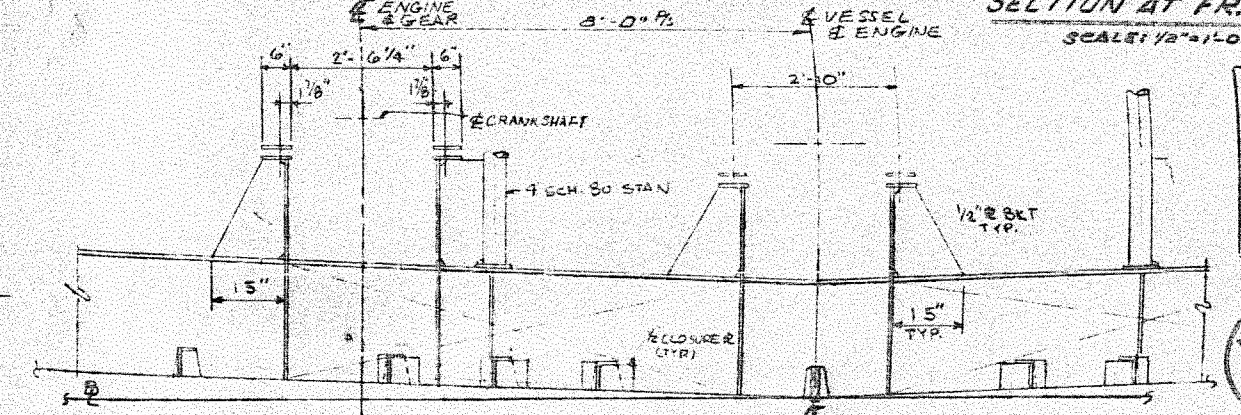 ℄ ENGINE
& GEAR
8'-0" P/S
℄ VESSEL
℄ ENGINE
SECTION AT FR.
SCALE: 1/2"=1'-0
6"
2'-6 1/4"
6"
1 7/8"
1 7/8"
2'-10"
℄ CRANKSHAFT
4 SCH. 80 STAN
1/2" ⅊ BKT
TYP.
15"
15"
TYP.
1/2 CLOSURE ⅊
(TYP)
℄